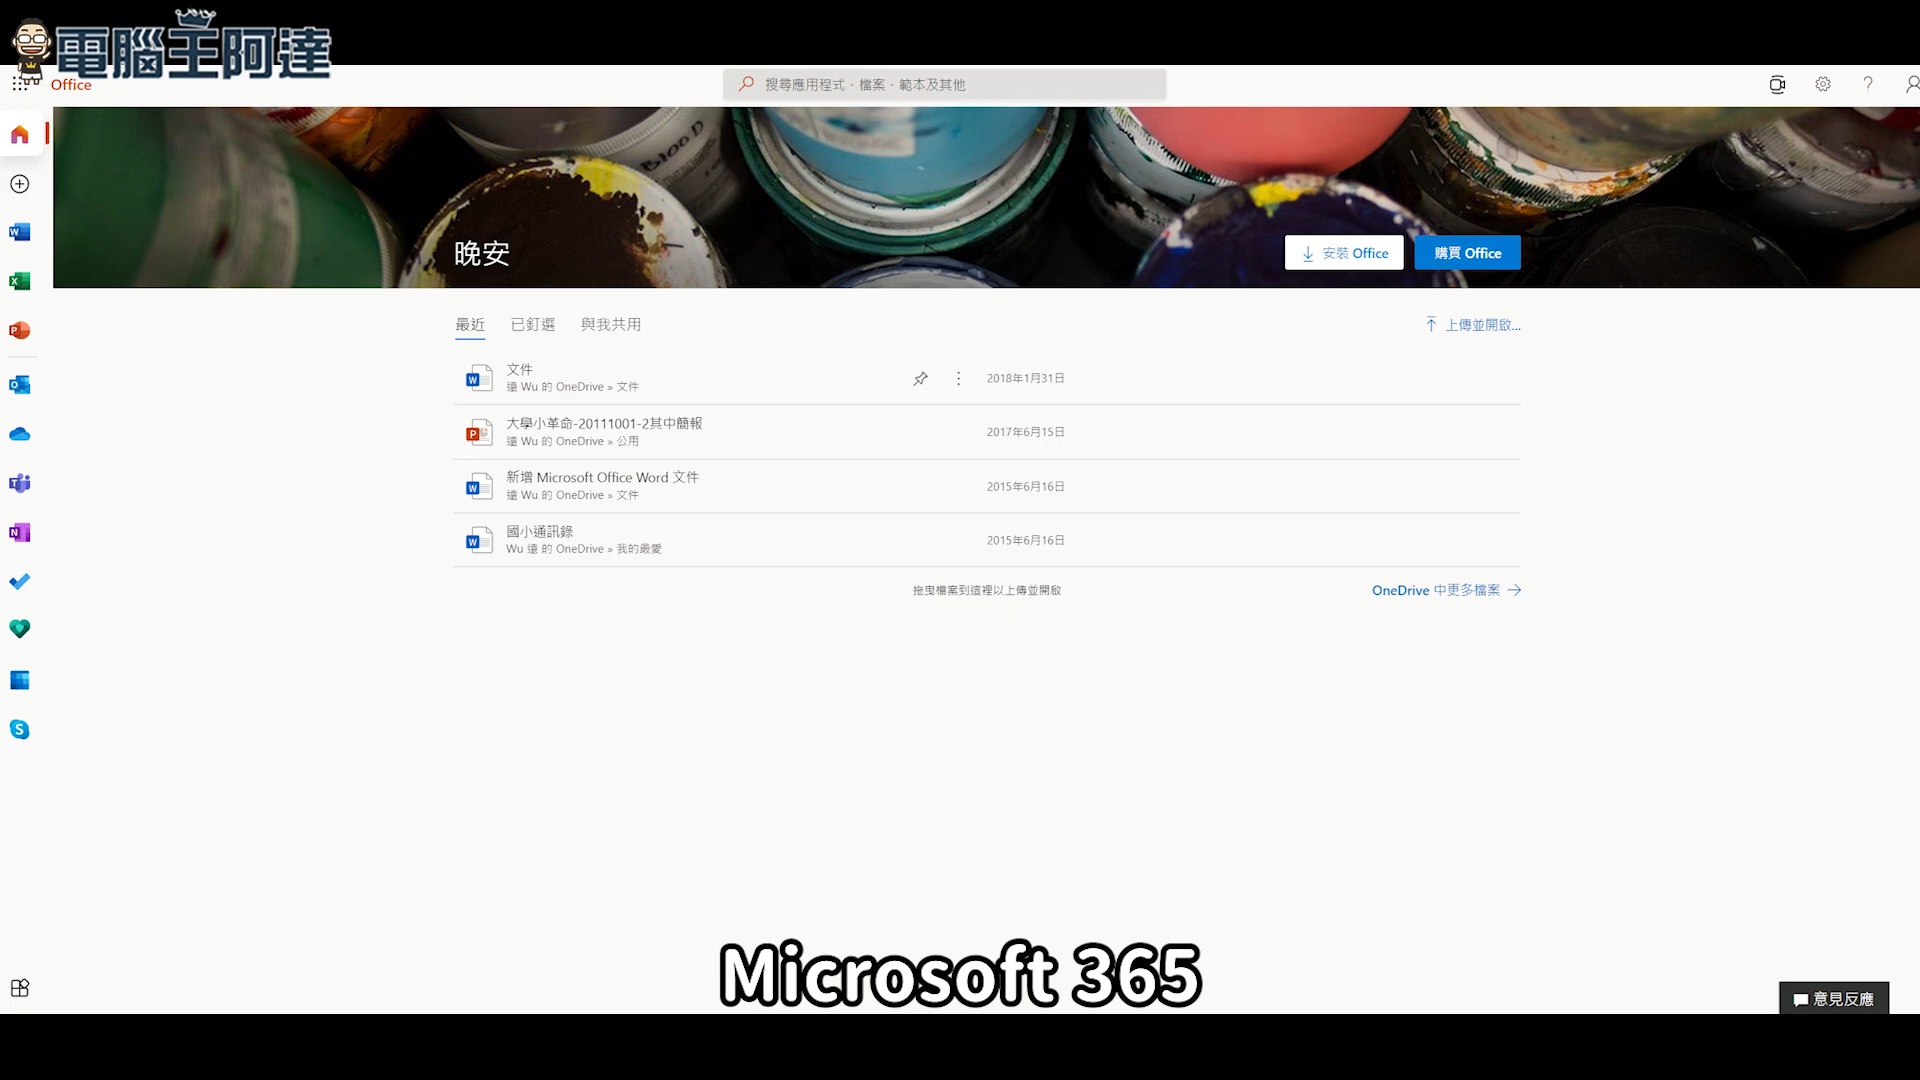 電腦王阿達
Office
搜尋應用程式、檔案、範本及其他
BLOOD
晚安
安裝 Office
購買 Office
最近
已釘選
與我共用
上傳並開啟...
文件
遠 Wu 的 OneDrive » 文件
2018年1月31日
大學小革命-20111001-2其中簡報
遠 Wu 的 OneDrive » 公用
2017年6月15日
新增 Microsoft Office Word 文件
遠 Wu 的 OneDrive » 文件
2015年6月16日
國小通訊錄
Wu 遠 的 OneDrive » 我的最愛
2015年6月16日
拖曳檔案到這裡以上傳並開啟
OneDrive 中更多檔案
Microsoft 365
意見反應